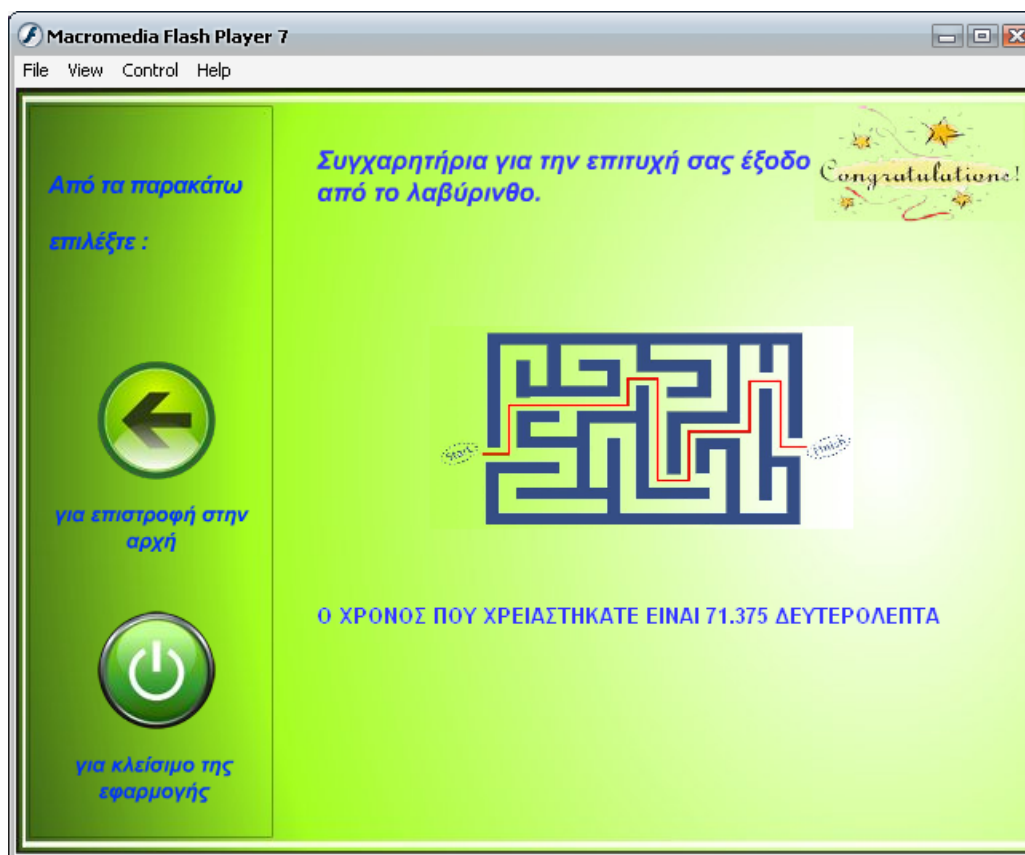 Macromedia Flash Player 7
File View Control Help
Από τα παρακάτω
επιλέξτε :
για επιστροφή στην
αρχή
για κλείσιμο της
εφαρμογής
Συγχαρητήρια για την επιτυχή σας έξοδο
από το λαβύρινθο.
Congratulations!
Start
Finish
Ο ΧΡΟΝΟΣ ΠΟΥ ΧΡΕΙΑΣΤΗΚΑΤΕ ΕΙΝΑΙ 71.375 ΔΕΥΤΕΡΟΛΕΠΤΑ